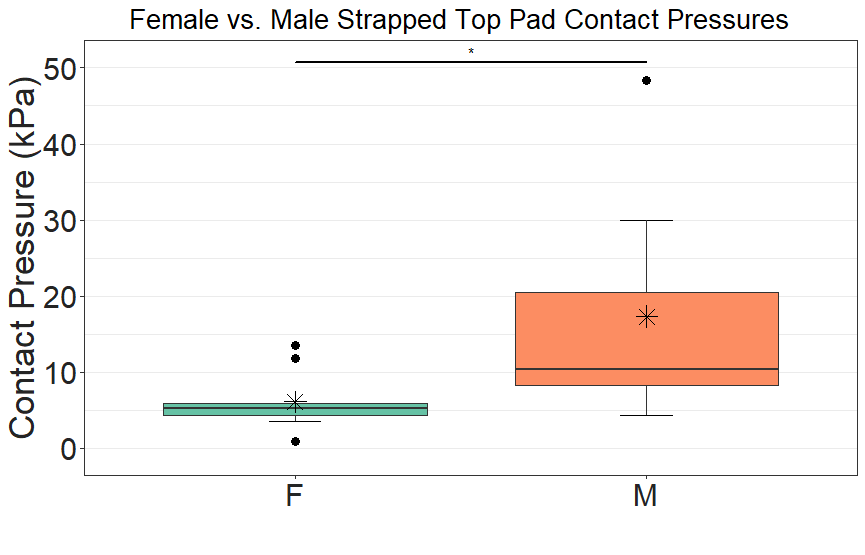 Female vs. Male Strapped Top Pad Contact Pressures
*
Contact Pressure (kPa)
50
40
30
20
10
0
F M